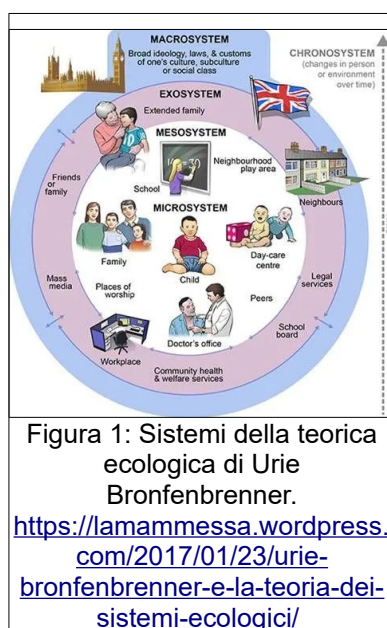 MACROSYSTEM
Broad ideology, laws, & customs
of one's culture, subculture
or social class
CHRONOSYSTEM
(changes in person
or environment
over time)
EXOSYSTEM
Extended family
MESOSYSTEM
Friends
or
family
School
Neighbourhood
play area
Neighbours
MICROSYSTEM
Family
Child
Day-care
centre
Mass
media
Places of
worship
Peers
Legal
services
School
board
Doctor's office
Workplace
Community health
& welfare services
Figura 1: Sistemi della teorica
ecologica di Urie
Bronfenbrenner.
https://lamammessa.wordpress.
com/2017/01/23/urie-
bronfenbrenner-e-la-teoria-dei-
sistemi-ecologici/